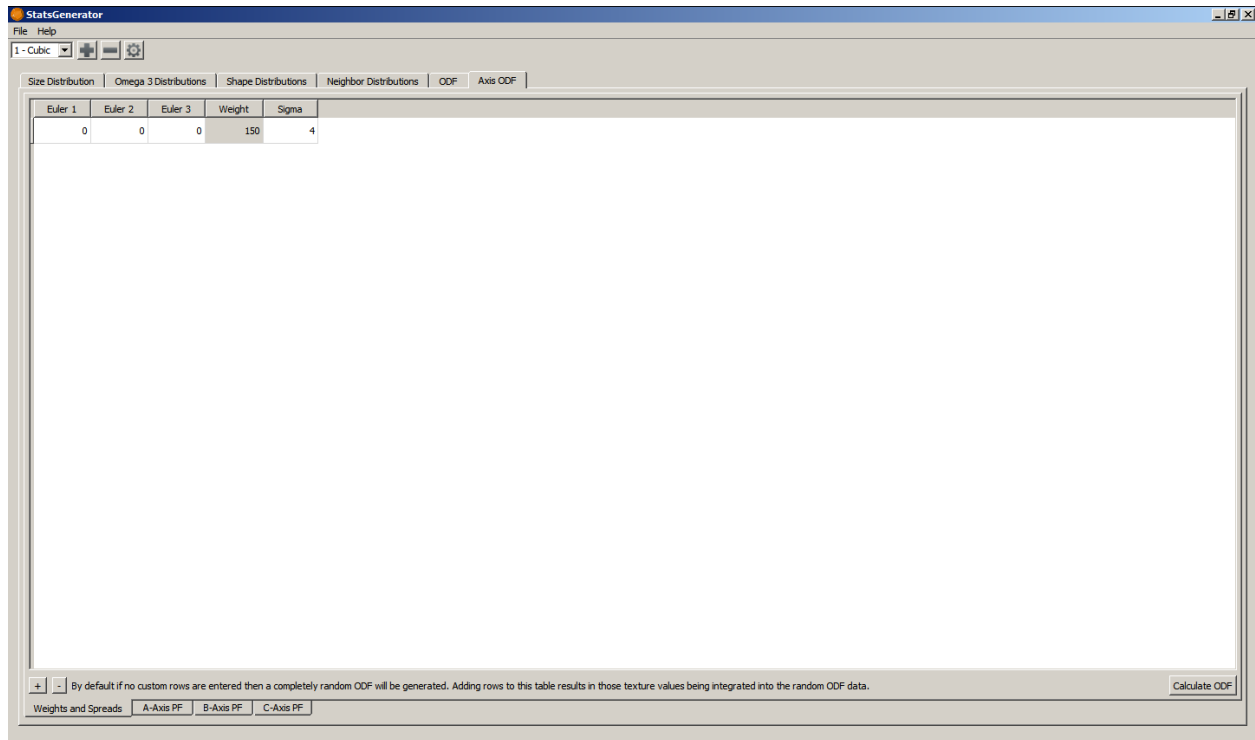 StatsGenerator
File Help
1 - Cubic
Size Distribution Omega 3 Distributions Shape Distributions Neighbor Distributions ODF Axis ODF
Euler 1 Euler 2 Euler 3 Weight Sigma
0 0 0 150 4
+ - By default if no custom rows are entered then a completely random ODF will be generated. Adding rows to this table results in those texture values being integrated into the random ODF data. Calculate ODF
Weights and Spreads A-Axis PF B-Axis PF C-Axis PF